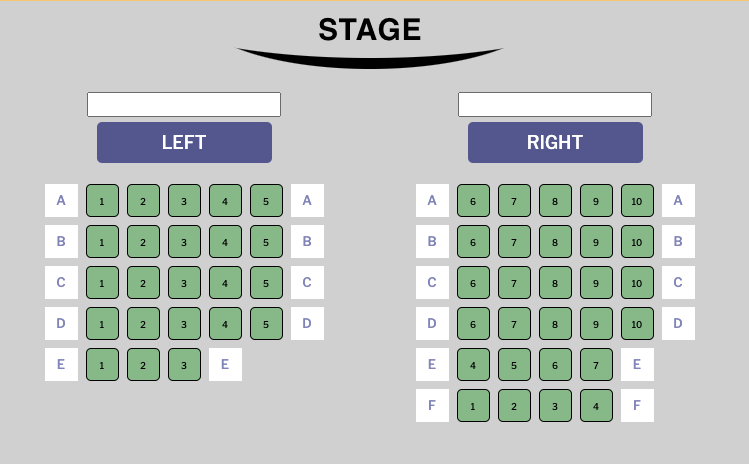 STAGE
LEFT RIGHT
A 1 2 3 4 5 A A 6 7 8 9 10 A
B 1 2 3 4 5 B B 6 7 8 9 10 B
C 1 2 3 4 5 C C 6 7 8 9 10 C
D 1 2 3 4 5 D D 6 7 8 9 10 D
E 1 2 3 E E 4 5 6 7 E
F 1 2 3 4 F